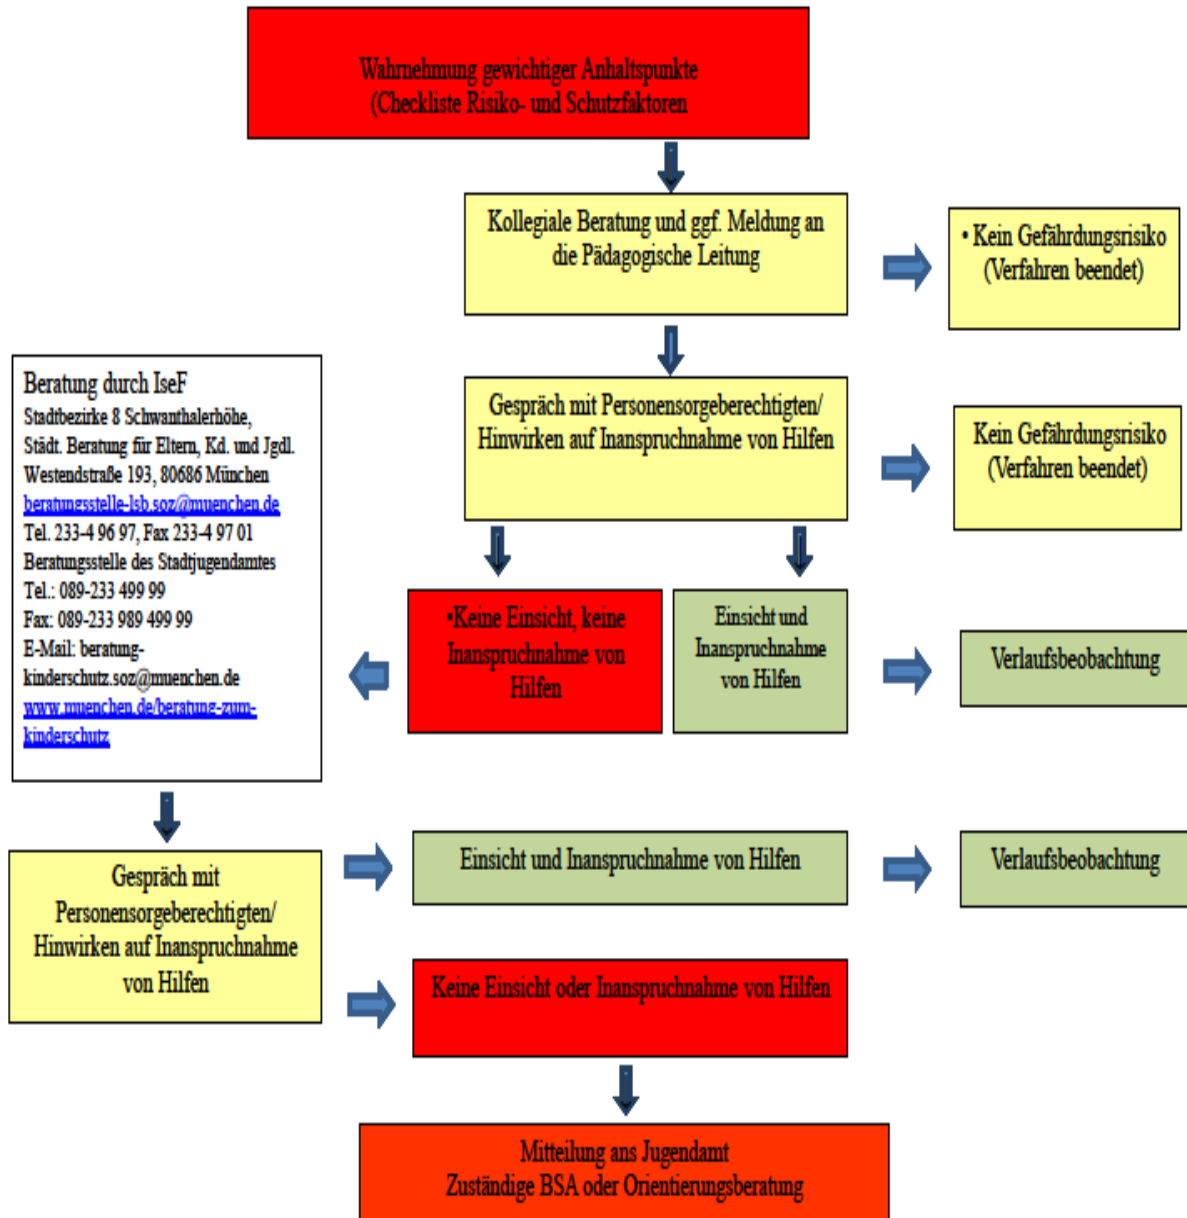 Wahrnehmung gewichtiger Anhaltspunkte
(Checkliste Risiko- und Schutzfaktoren
Kollegiale Beratung und ggf. Meldung an
die Pädagogische Leitung
• Kein Gefährdungsrisiko
(Verfahren beendet)
Gespräch mit Personensorgeberechtigten/
Hinwirken auf Inanspruchnahme von Hilfen
Kein Gefährdungsrisiko
(Verfahren beendet)
Beratung durch IseF
Stadtbezirke 8 Schwanthalerhöhe,
Städt. Beratung für Eltern, Kd. und Jgdl.
Westendstraße 193, 80686 München
beratungsstelle-lsb.soz@muenchen.de
Tel. 233-4 96 97, Fax 233-4 97 01
Beratungsstelle des Stadtjugendamtes
Tel.: 089-233 499 99
Fax: 089-233 989 499 99
E-Mail: beratung-
kinderschutz.soz@muenchen.de
www.muenchen.de/beratung-zum-
kinderschutz
•Keine Einsicht, keine
Inanspruchnahme von
Hilfen
Einsicht und
Inanspruchnahme
von Hilfen
Verlaufsbeobachtung
Gespräch mit
Personensorgeberechtigten/
Hinwirken auf Inanspruchnahme
von Hilfen
Einsicht und Inanspruchnahme von Hilfen
Verlaufsbeobachtung
Keine Einsicht oder Inanspruchnahme von Hilfen
Mitteilung ans Jugendamt
Zuständige BSA oder Orientierungsberatung